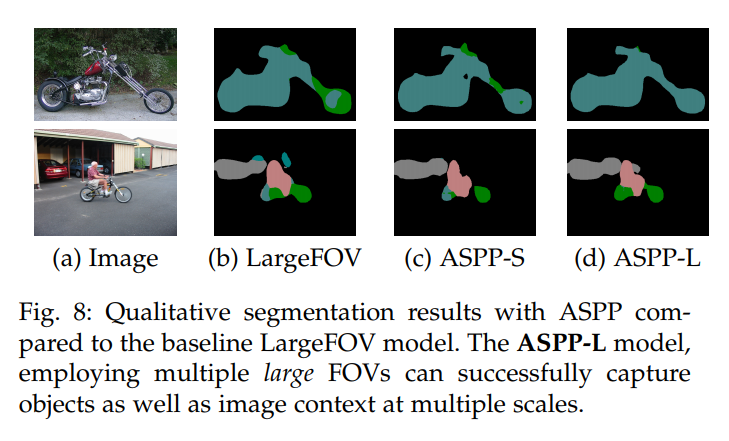 (a) Image (b) LargeFOV (c) ASPP-S (d) ASPP-L
Fig. 8: Qualitative segmentation results with ASPP com-
pared to the baseline LargeFOV model. The ASPP-L model,
employing multiple large FOVs can successfully capture
objects as well as image context at multiple scales.